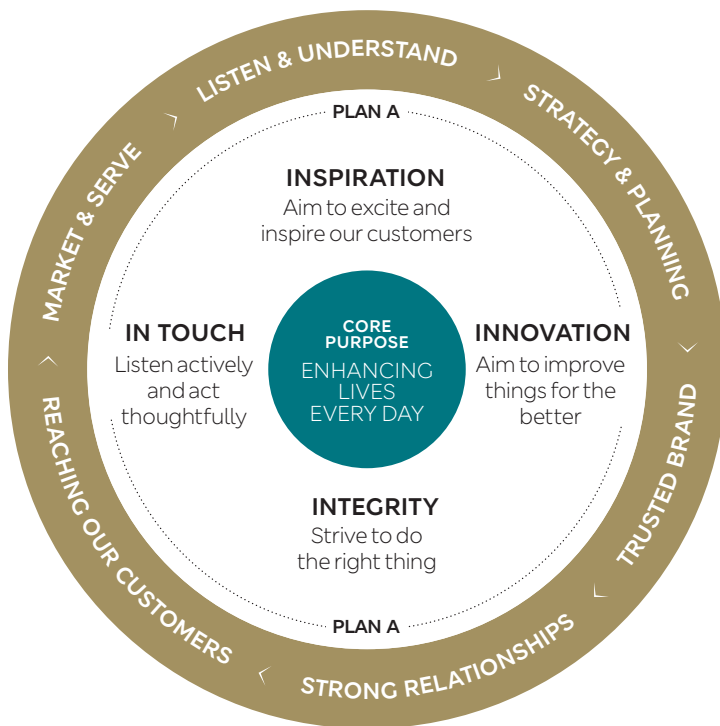 LISTEN & UNDERSTAND
STRATEGY & PLANNING
TRUSTED BRAND
STRONG RELATIONSHIPS
REACHING OUR CUSTOMERS
MARKET & SERVE
PLAN A
INSPIRATION
Aim to excite and
inspire our customers
IN TOUCH
Listen actively
and act
thoughtfully
CORE
PURPOSE
ENHANCING
LIVES
EVERY DAY
INNOVATION
Aim to improve
things for the
better
INTEGRITY
Strive to do
the right thing
PLAN A